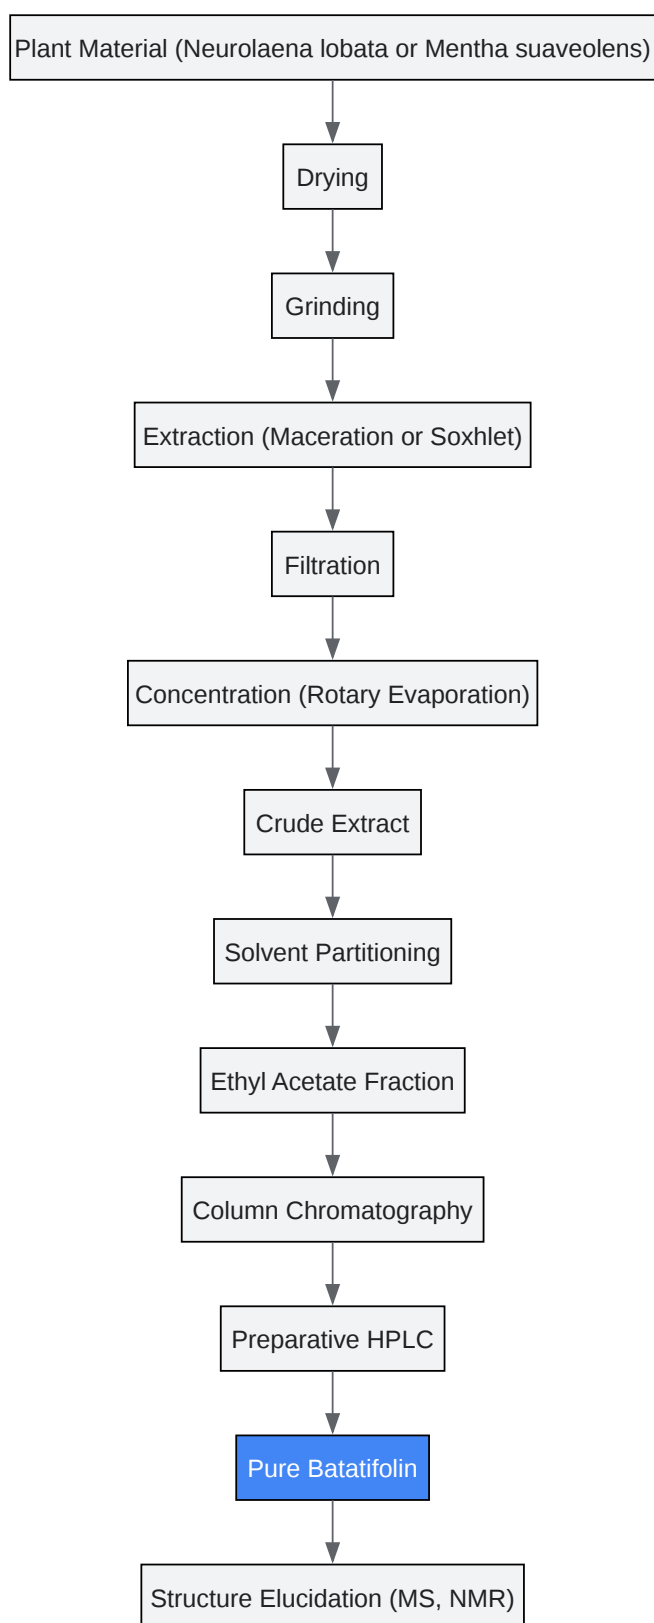 Plant Material (Neurolaena lobata or Mentha suaveolens)
Drying
Grinding
Extraction (Maceration or Soxhlet)
Filtration
Concentration (Rotary Evaporation)
Crude Extract
Solvent Partitioning
Ethyl Acetate Fraction
Column Chromatography
Preparative HPLC
Pure Batatifolin
Structure Elucidation (MS, NMR)